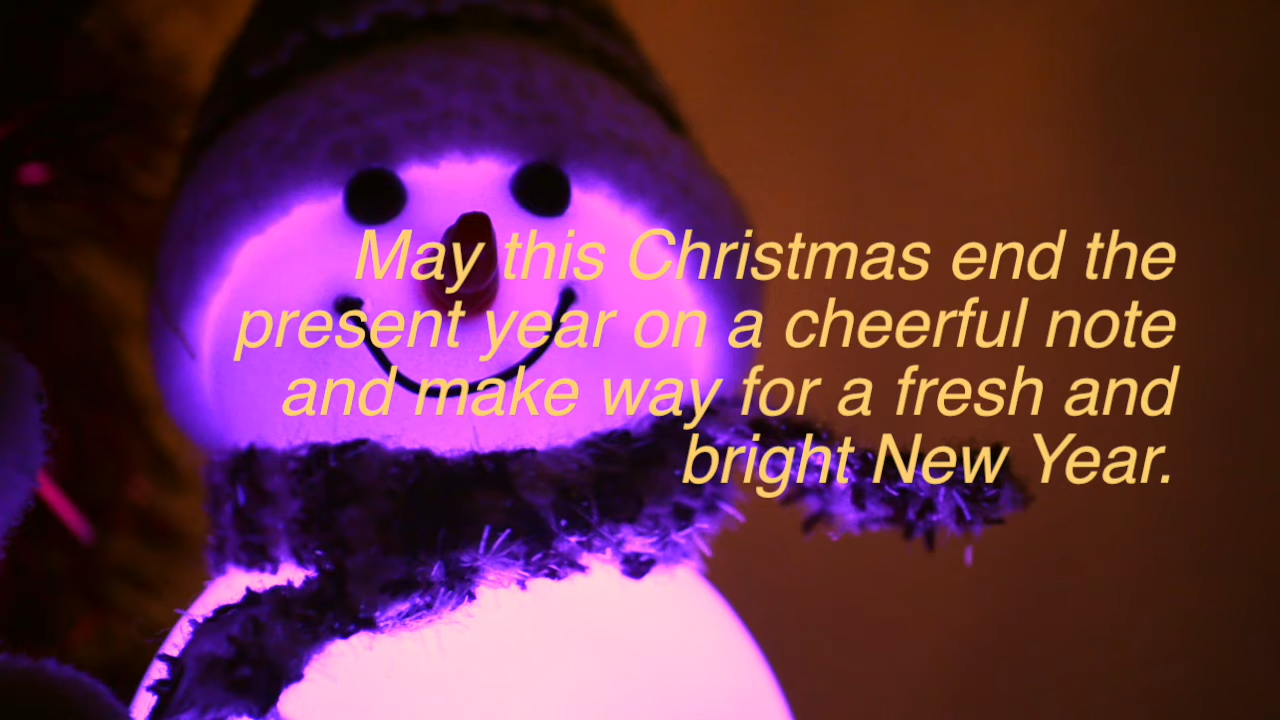 May this Christmas end the
present year on a cheerful note
and make way for a fresh and
bright New Year.